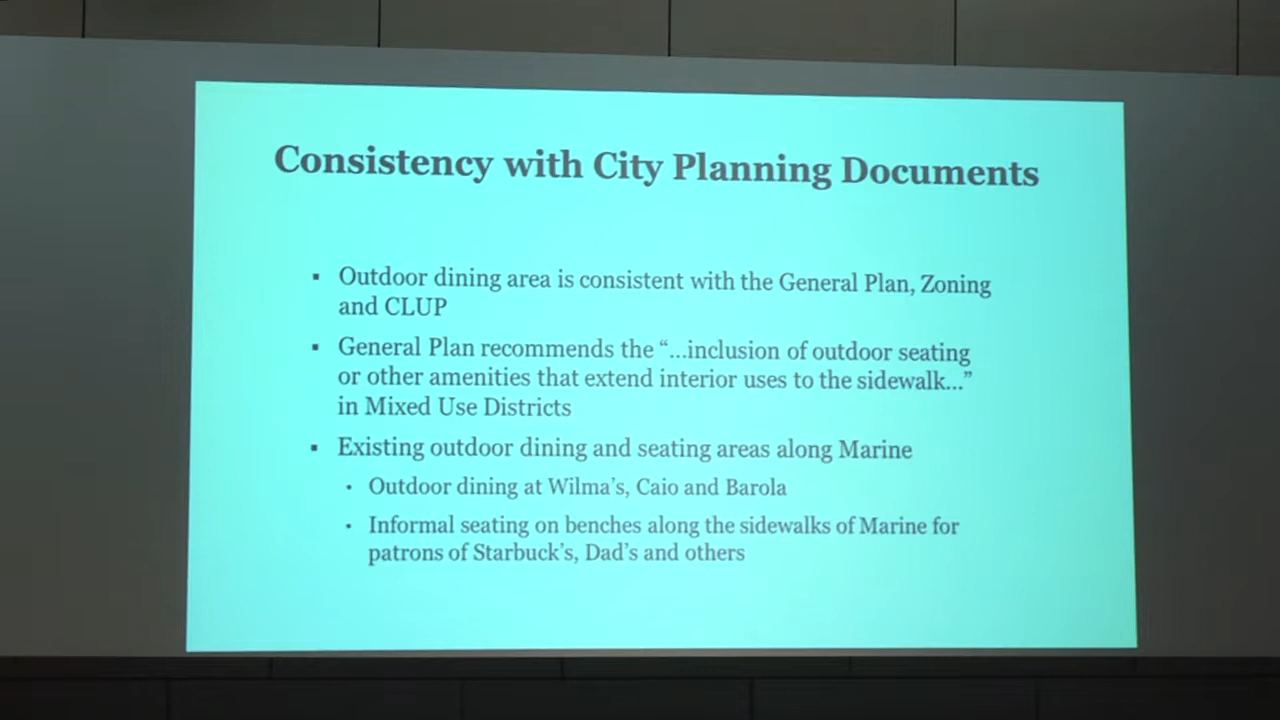 Consistency with City Planning Documents
▪ Outdoor dining area is consistent with the General Plan, Zoning
and CLUP
▪ General Plan recommends the “…inclusion of outdoor seating
or other amenities that extend interior uses to the sidewalk…”
in Mixed Use Districts
▪ Existing outdoor dining and seating areas along Marine
• Outdoor dining at Wilma’s, Caio and Barola
• Informal seating on benches along the sidewalks of Marine for
patrons of Starbuck’s, Dad’s and others